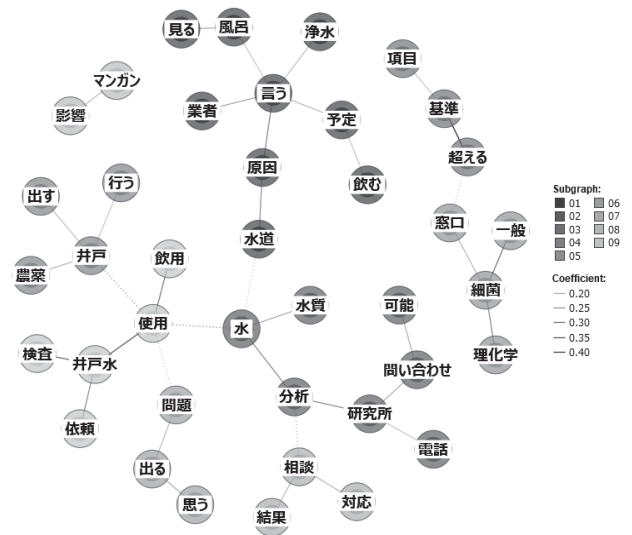 見る
風呂
浄水
項目
マンガン
影響
業者
言う
予定
基準
超える
原因
飲む
行う
出す
井戸
農薬
飲用
水道
窓口
一般
細菌
理化学
使用
水
水質
可能
検査
井戸水
依頼
問題
分析
問い合わせ
研究所
電話
出る
思う
相談
結果
対応
Subgraph:
01 06
02 07
03 08
04 09
05
Coefficient:
0.20
0.25
0.30
0.35
0.40